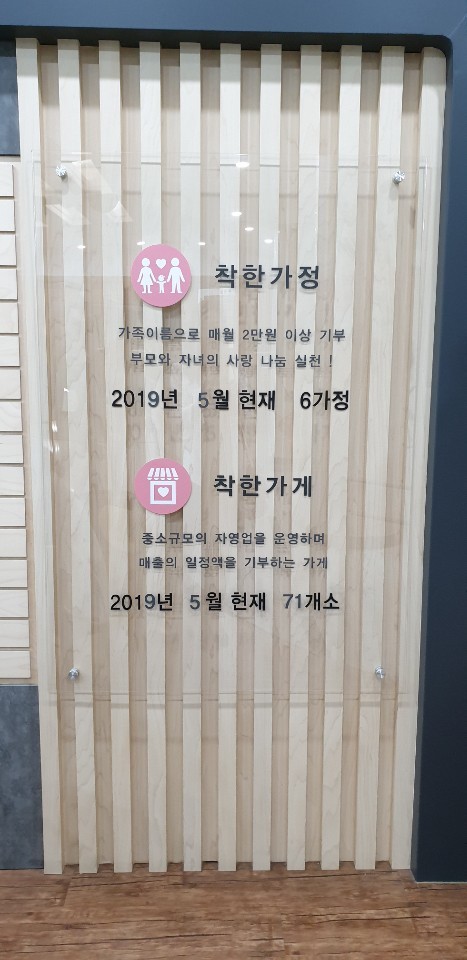 착한가정
가족이름으로 매월 2만원 이상 기부
부모와 자녀의 사랑 나눔 실천 !
2019년 5월 현재 6가정
착한가게
중소규모의 자영업을 운영하며
매출의 일정액을 기부하는 가게
2019년 5월 현재 71개소